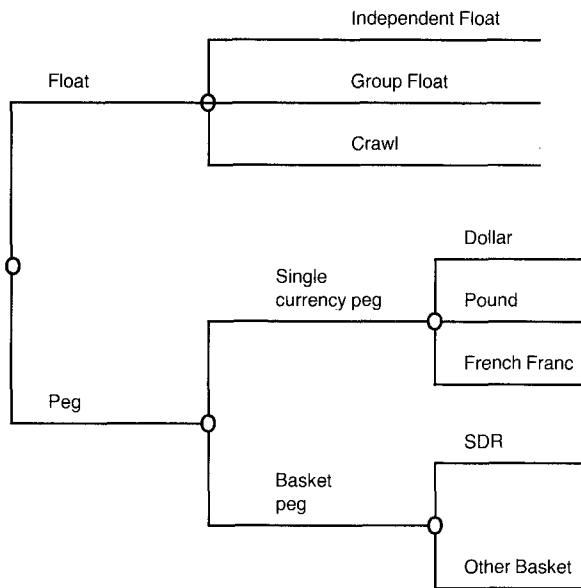 Independent Float
Float
Group Float
Crawl
Dollar
Single
currency peg
Pound
French Franc
Peg
SDR
Basket
peg
Other Basket